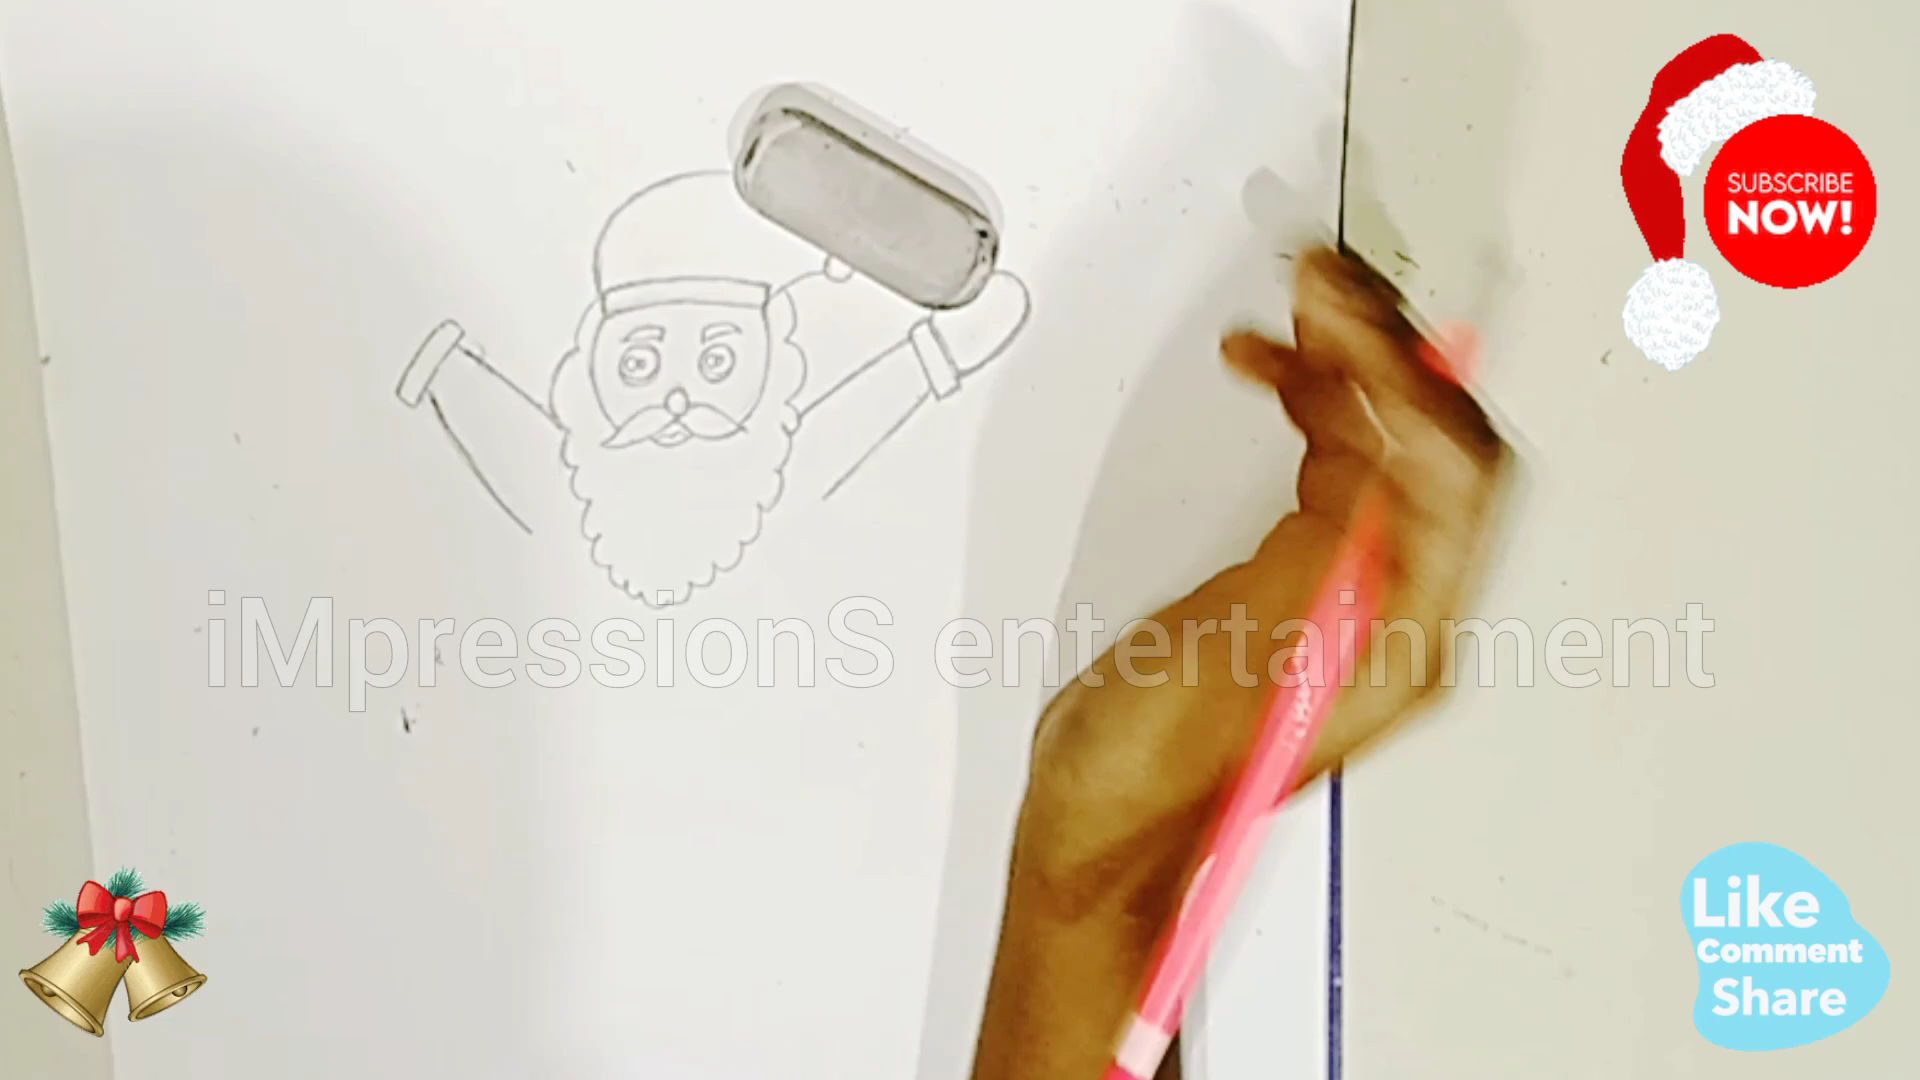 SUBSCRIBE
NOW!
iMpressionS entertainment
Like
Comment
Share